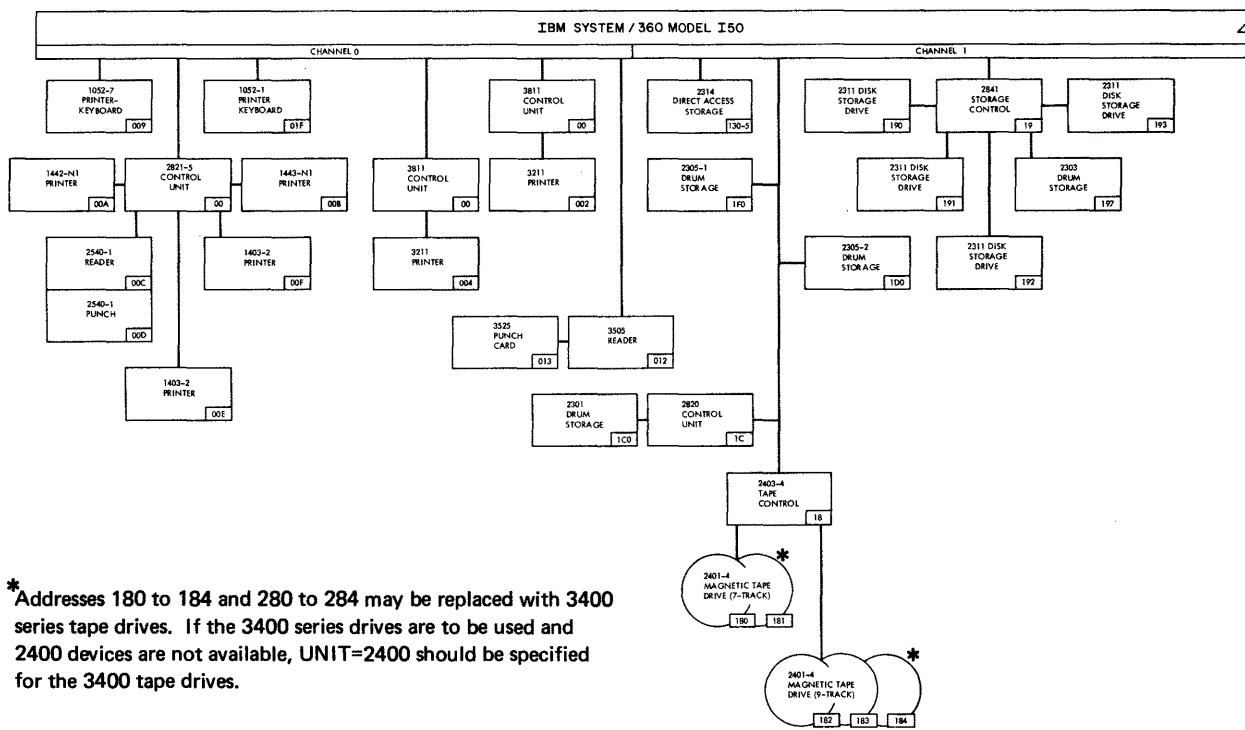 IBM SYSTEM / 360 MODEL I50
CHANNEL 0
CHANNEL 1
1052-7
PRINTER-
KEYBOARD
009
1052-1
PRINTER
KEYBOARD
01F
3811
CONTROL
UNIT
00
2314
DIRECT ACCESS
STORAGE
130-5
2311 DISK
STORAGE
DRIVE
190
2841
STORAGE
CONTROL
19
2311
DISK
STORAGE
DRIVE
193
1442-N1
PRINTER
00A
2821-5
CONTROL
UNIT
00
1443-N1
PRINTER
00B
3811
CONTROL
UNIT
00
3211
PRINTER
002
2305-1
DRUM
STORAGE
1F0
2311 DISK
STORAGE
DRIVE
191
2303
DRUM
STORAGE
197
2540-1
READER
00C
2540-1
PUNCH
00D
1403-2
PRINTER
00F
3211
PRINTER
004
2305-2
DRUM
STORAGE
1D0
2311 DISK
STORAGE
DRIVE
192
3525
PUNCH
CARD
013
3505
READER
012
1403-2
PRINTER
00E
2301
DRUM
STORAGE
1C0
2820
CONTROL
UNIT
1C
2403-4
TAPE
CONTROL
18
*
2401-4
MAGNETIC TAPE
DRIVE (7-TRACK)
180
181
*
2401-4
MAGNETIC TAPE
DRIVE (9-TRACK)
182
183
184
*Addresses 180 to 184 and 280 to 284 may be replaced with 3400
series tape drives. If the 3400 series drives are to be used and
2400 devices are not available, UNIT=2400 should be specified
for the 3400 tape drives.